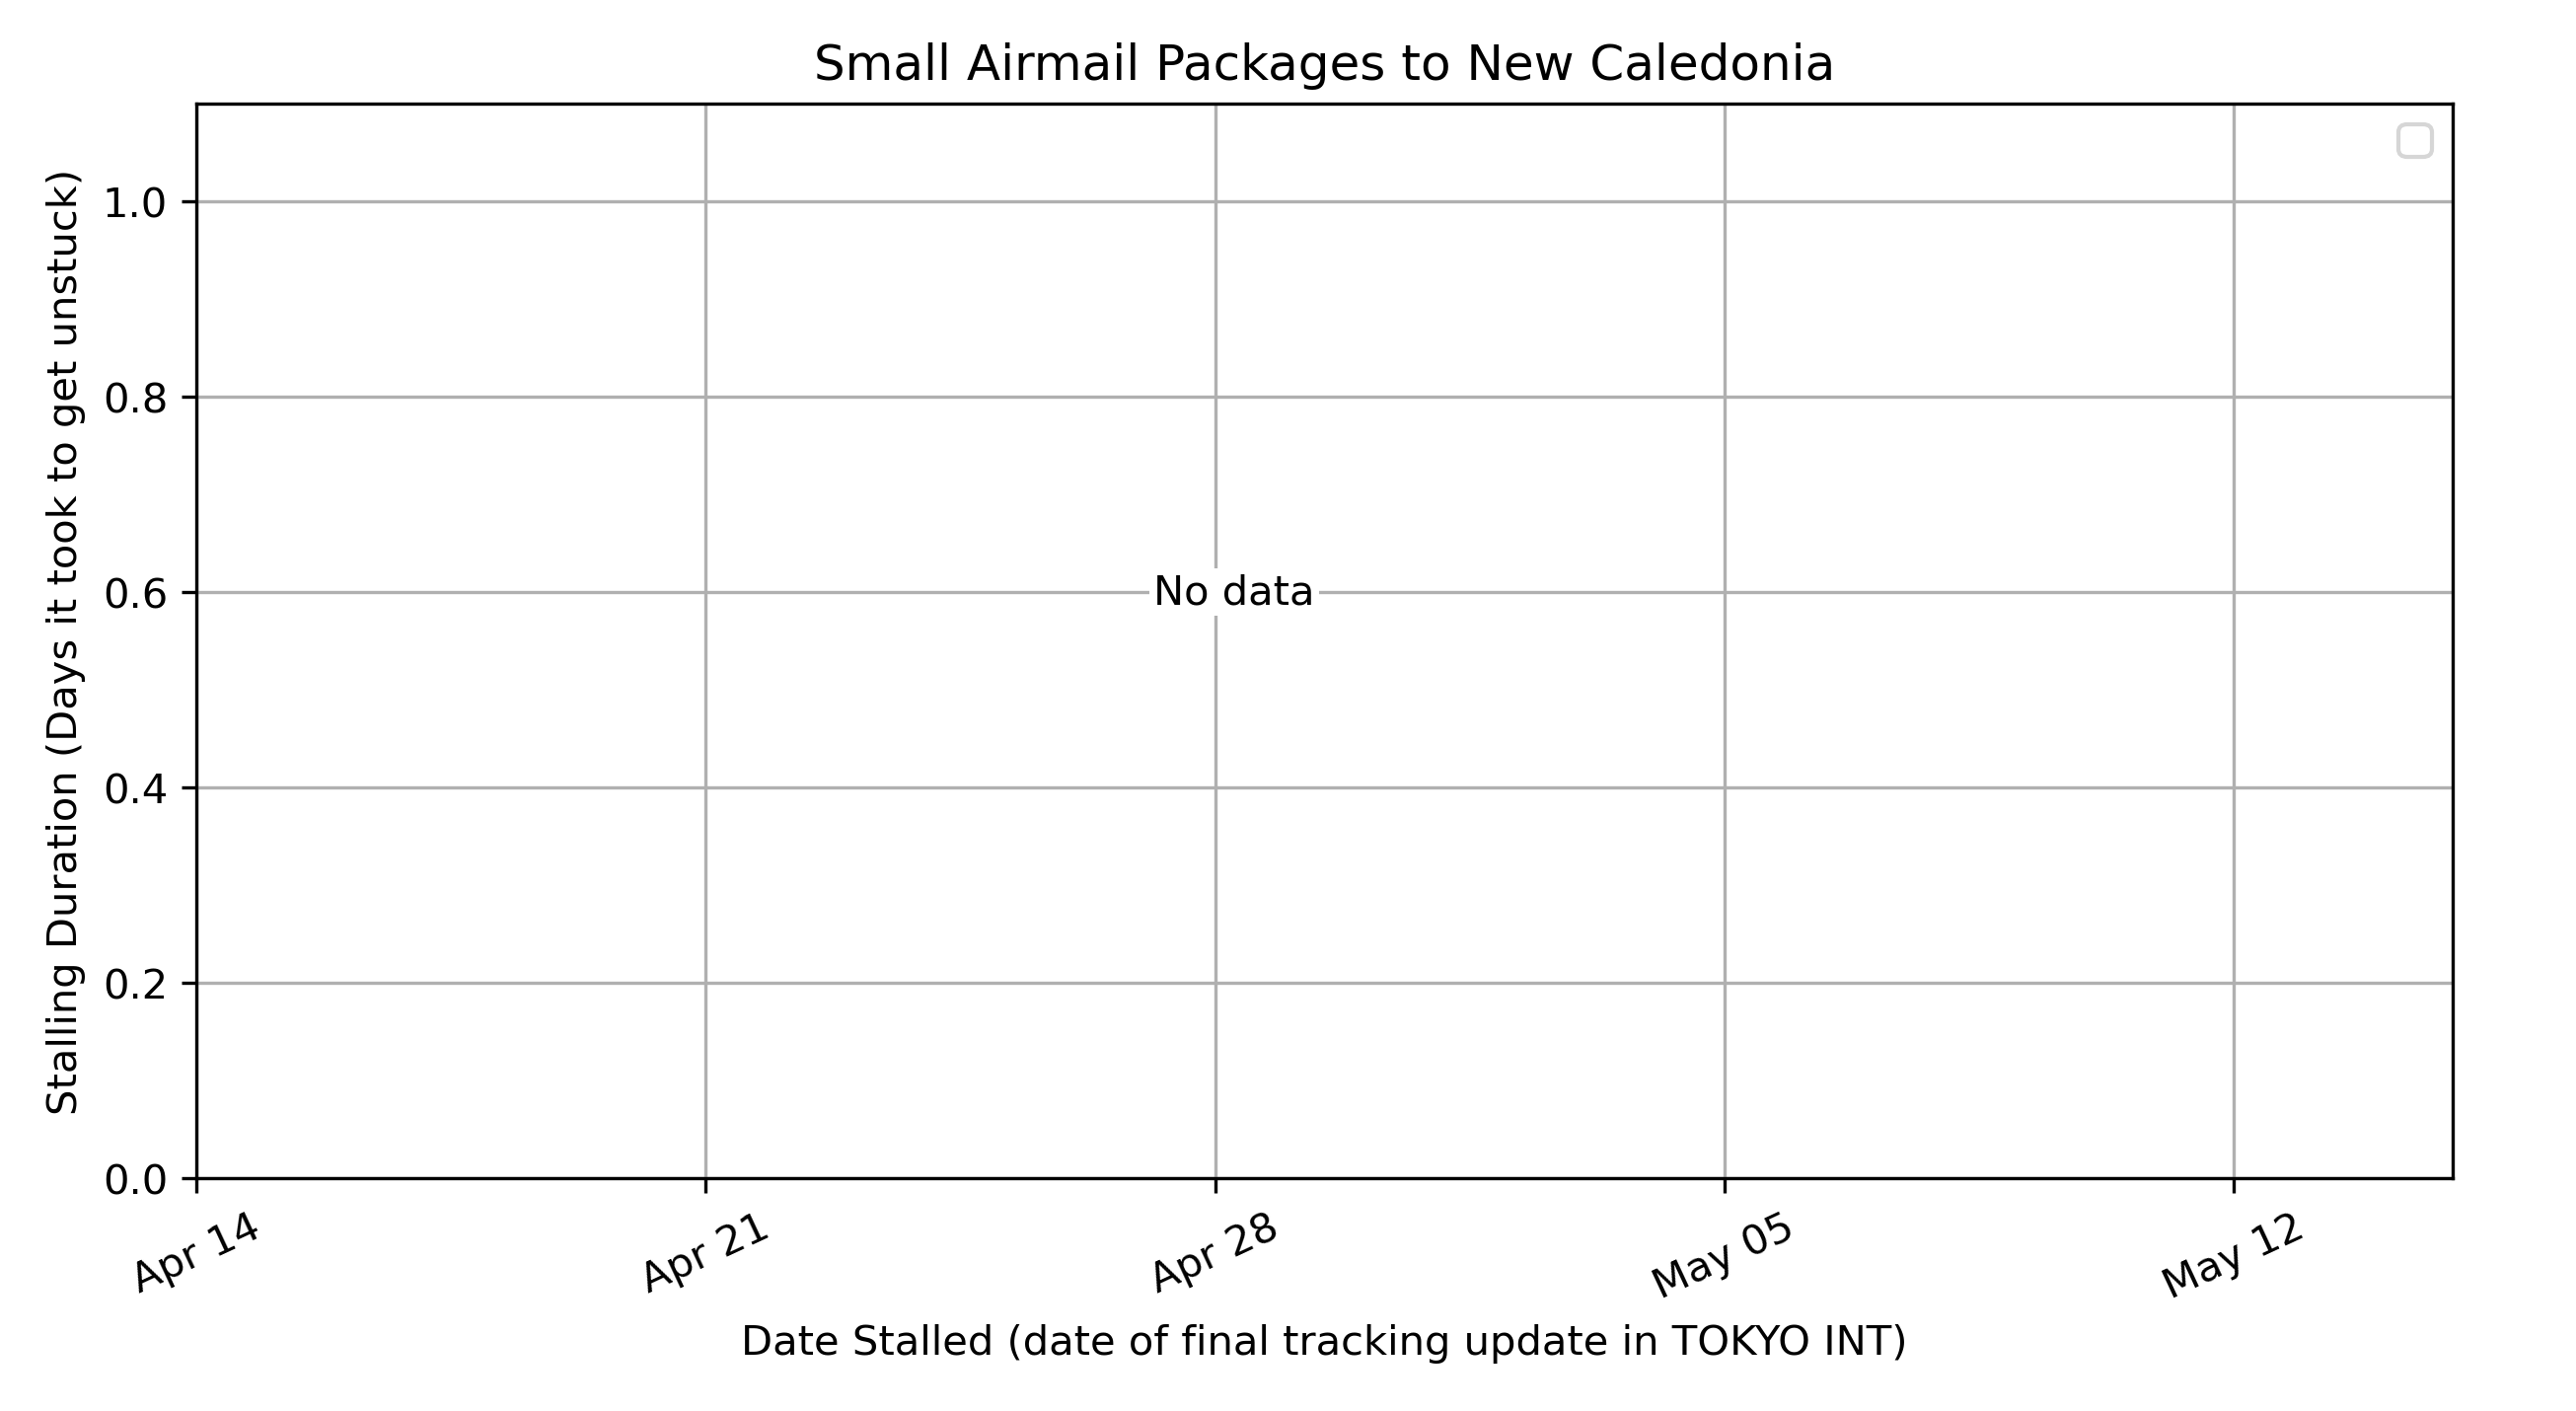 Small Airmail Packages to New Caledonia
Stalling Duration (Days it took to get unstuck)
1.0
0.8
0.6
0.4
0.2
0.0
No data
Apr 14
Apr 21
Apr 28
May 05
May 12
Date Stalled (date of final tracking update in TOKYO INT)